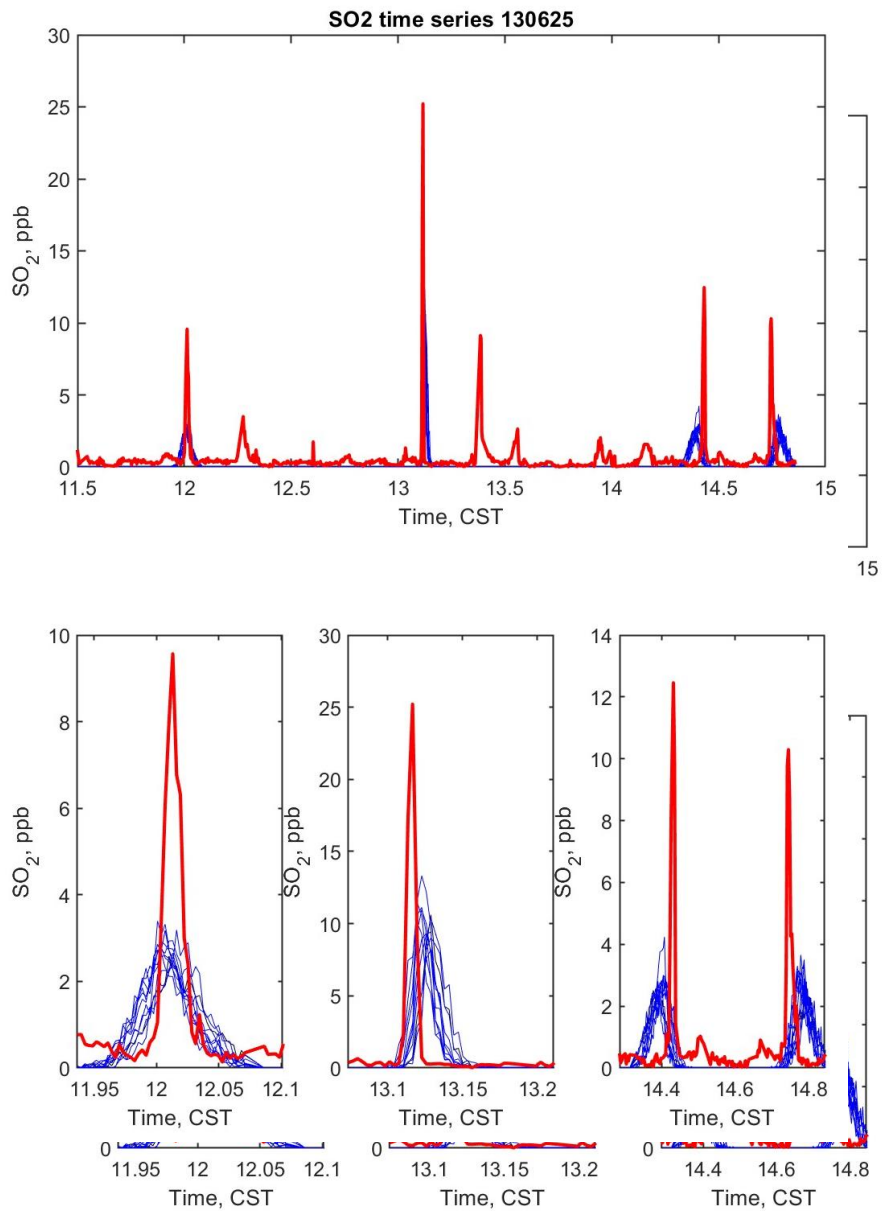 SO2 time series 130625
30
25
20
15
10
5
0
SO2, ppb
11.5 12 12.5 13 13.5 14 14.5 15
Time, CST
15
10
8
6
4
2
0
SO2, ppb
11.95 12 12.05 12.1
Time, CST
30
25
20
15
10
5
0
SO2, ppb
13.1 13.15 13.2
Time, CST
14
12
10
8
6
4
2
0
SO2, ppb
14.4 14.6 14.8
Time, CST
0 0 0
11.95 12 12.05 12.1 13.1 13.15 13.2 14.4 14.6 14.8
Time, CST Time, CST Time, CST